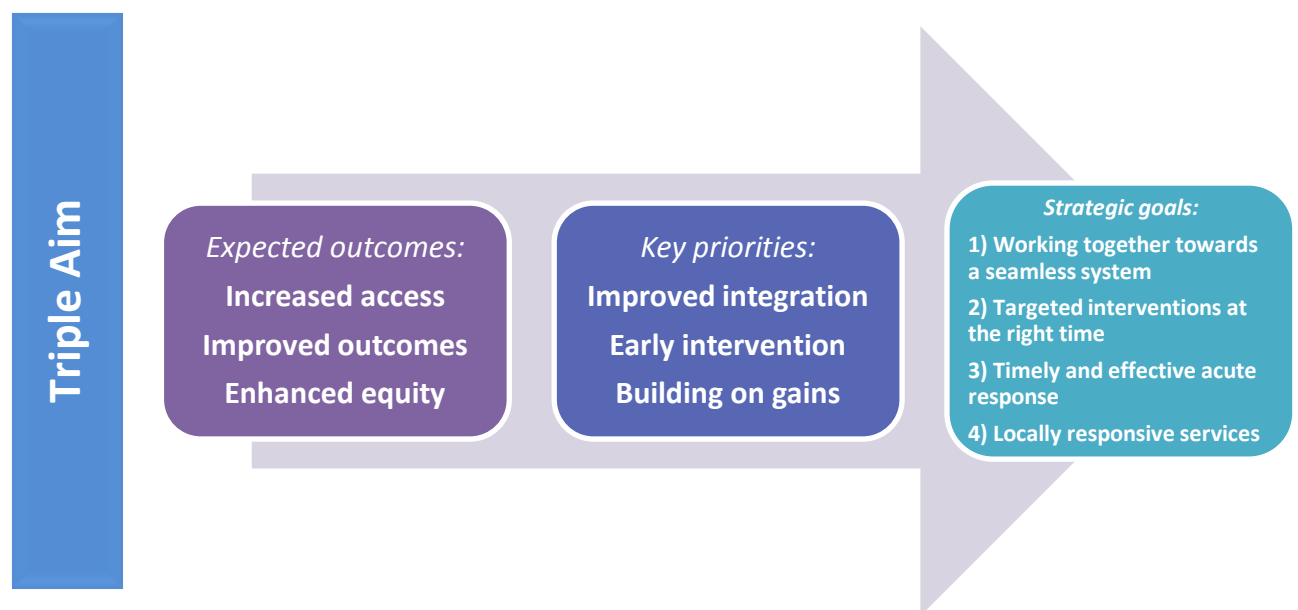 Triple Aim
Expected outcomes:
Increased access
Improved outcomes
Enhanced equity
Key priorities:
Improved integration
Early intervention
Building on gains
Strategic goals:
1) Working together towards
a seamless system
2) Targeted interventions at
the right time
3) Timely and effective acute
response
4) Locally responsive services